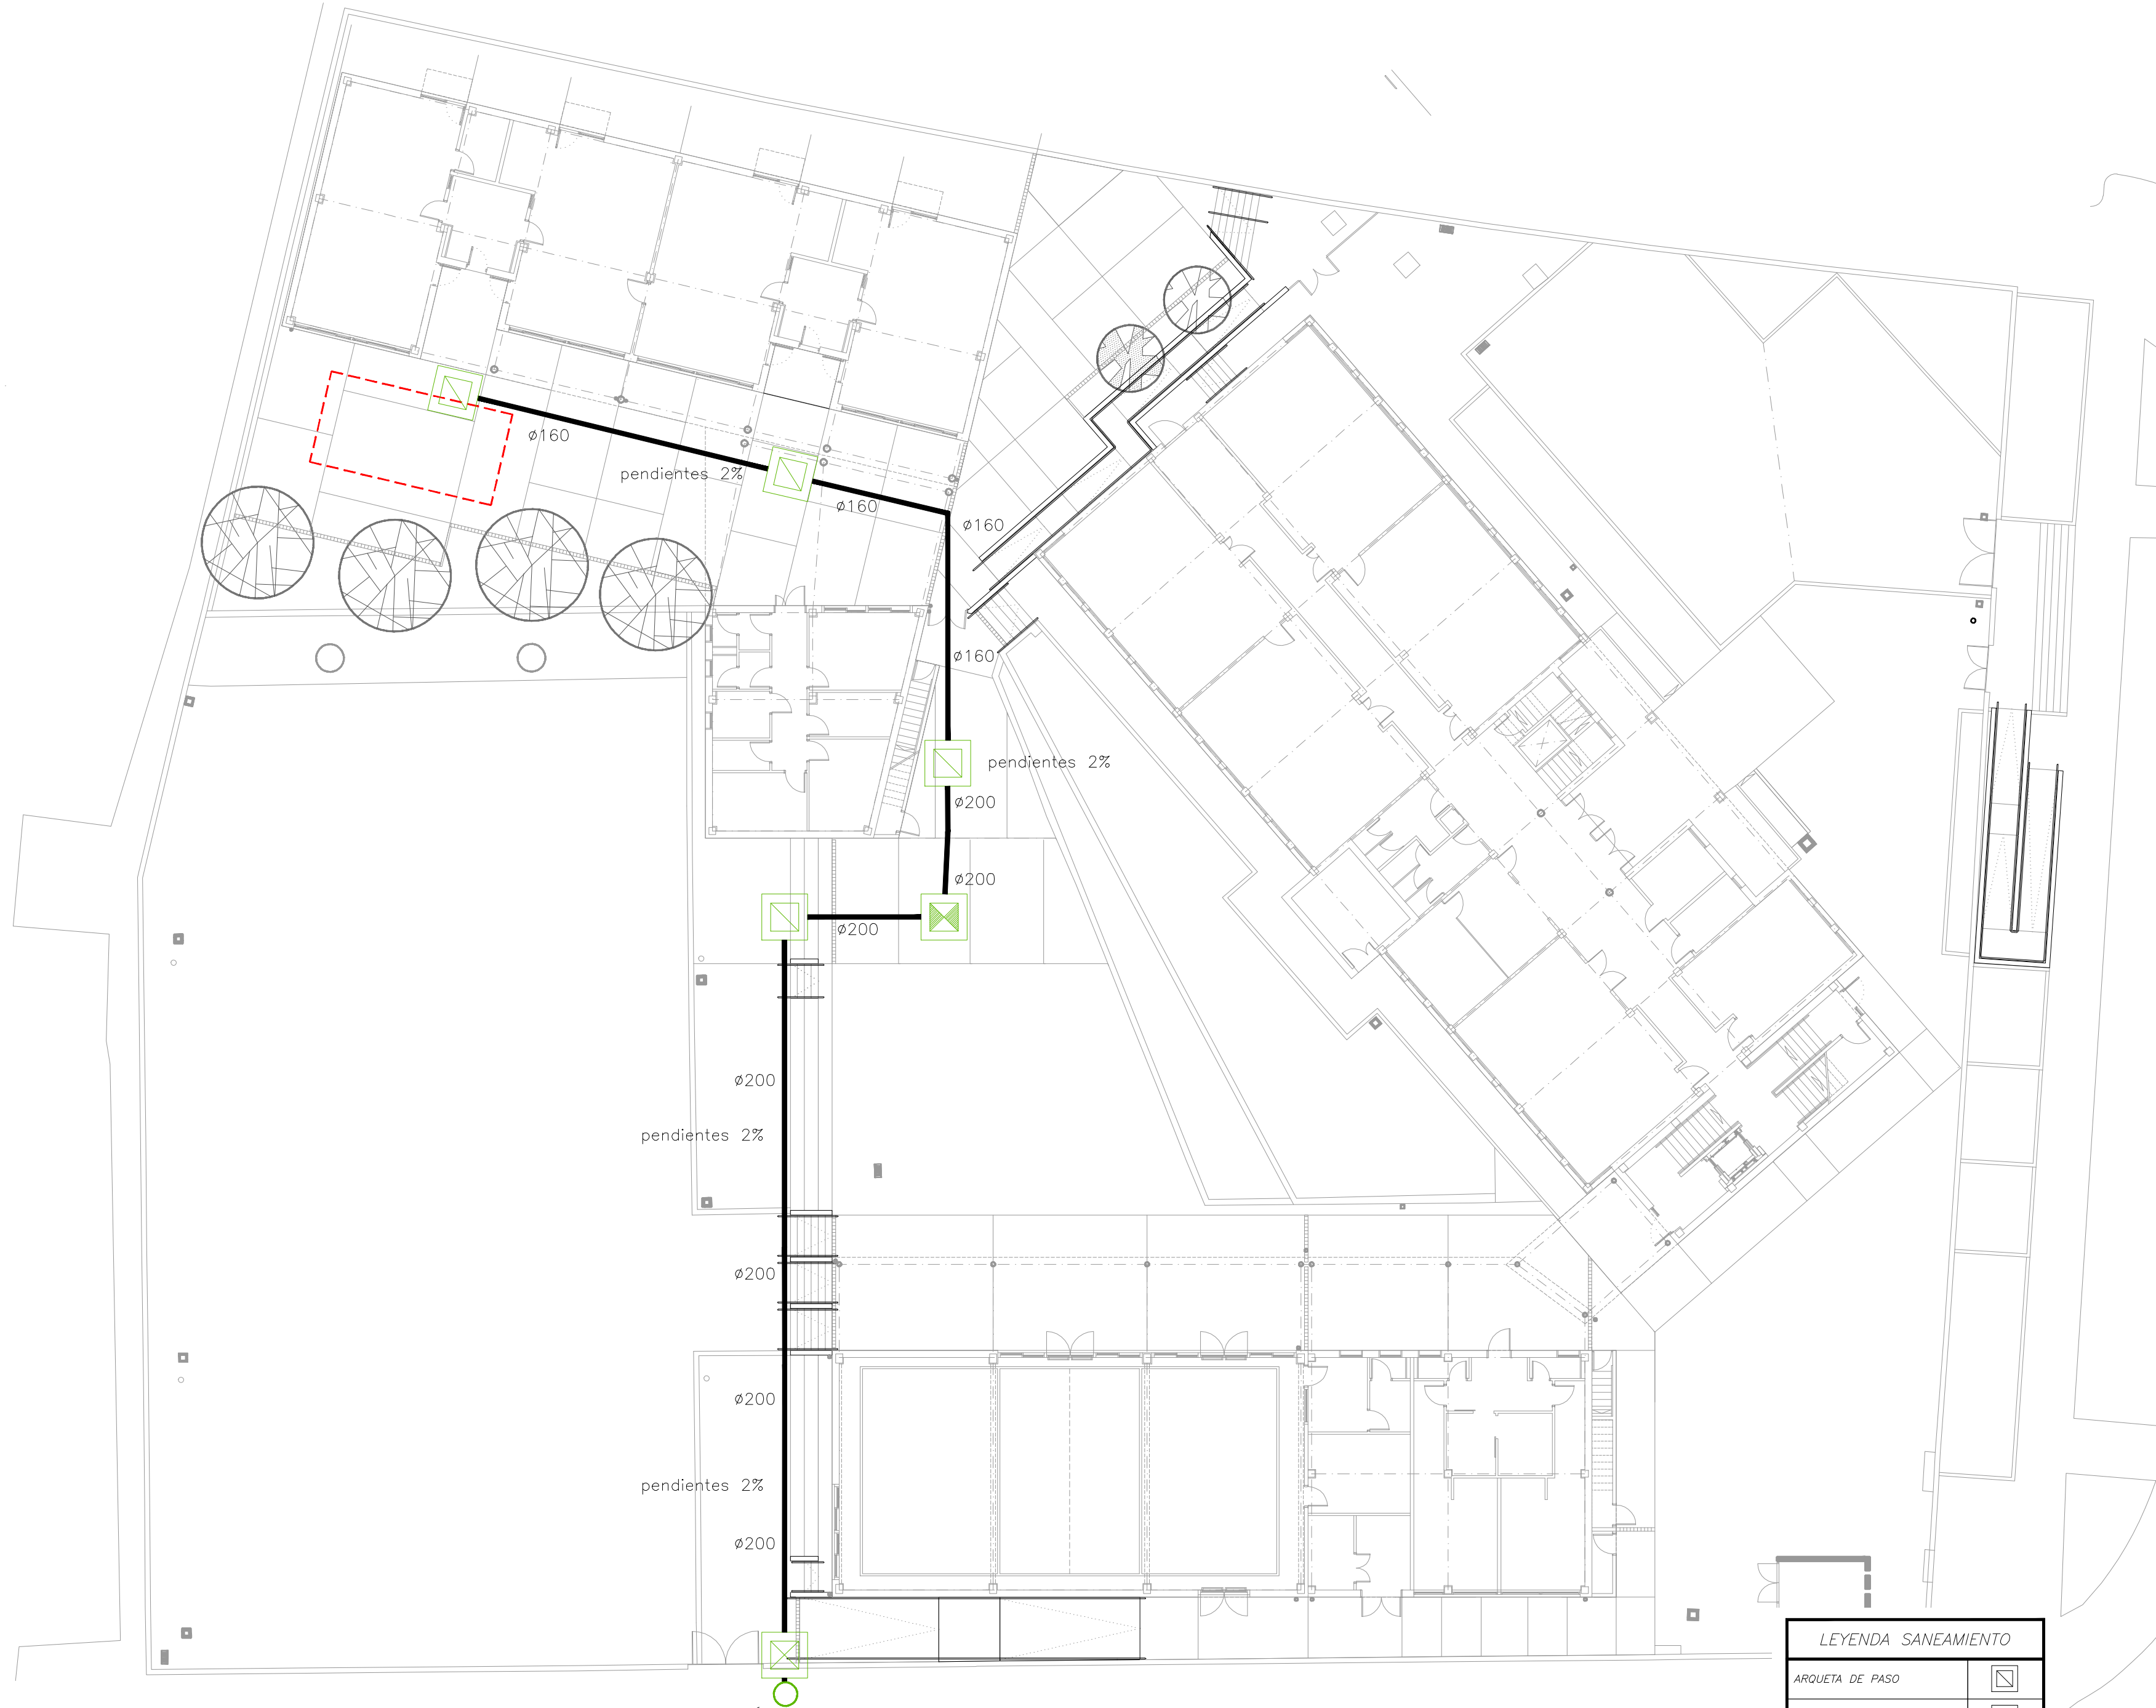 ø160
pendientes 2%
ø160
ø160
ø160
pendientes 2%
ø200
ø200
ø200
ø200
pendientes 2%
ø200
ø200
pendientes 2%
ø200
LEYENDA SANEAMIENTO
ARQUETA DE PASO